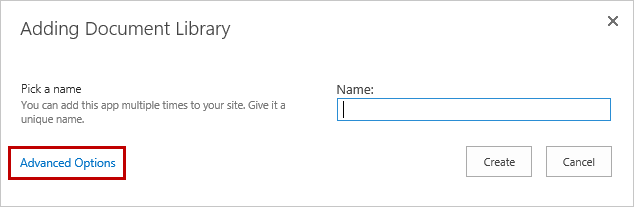 Adding Document Library
Pick a name
You can add this app multiple times to your site. Give it a
unique name.
Name:
Advanced Options
Create
Cancel